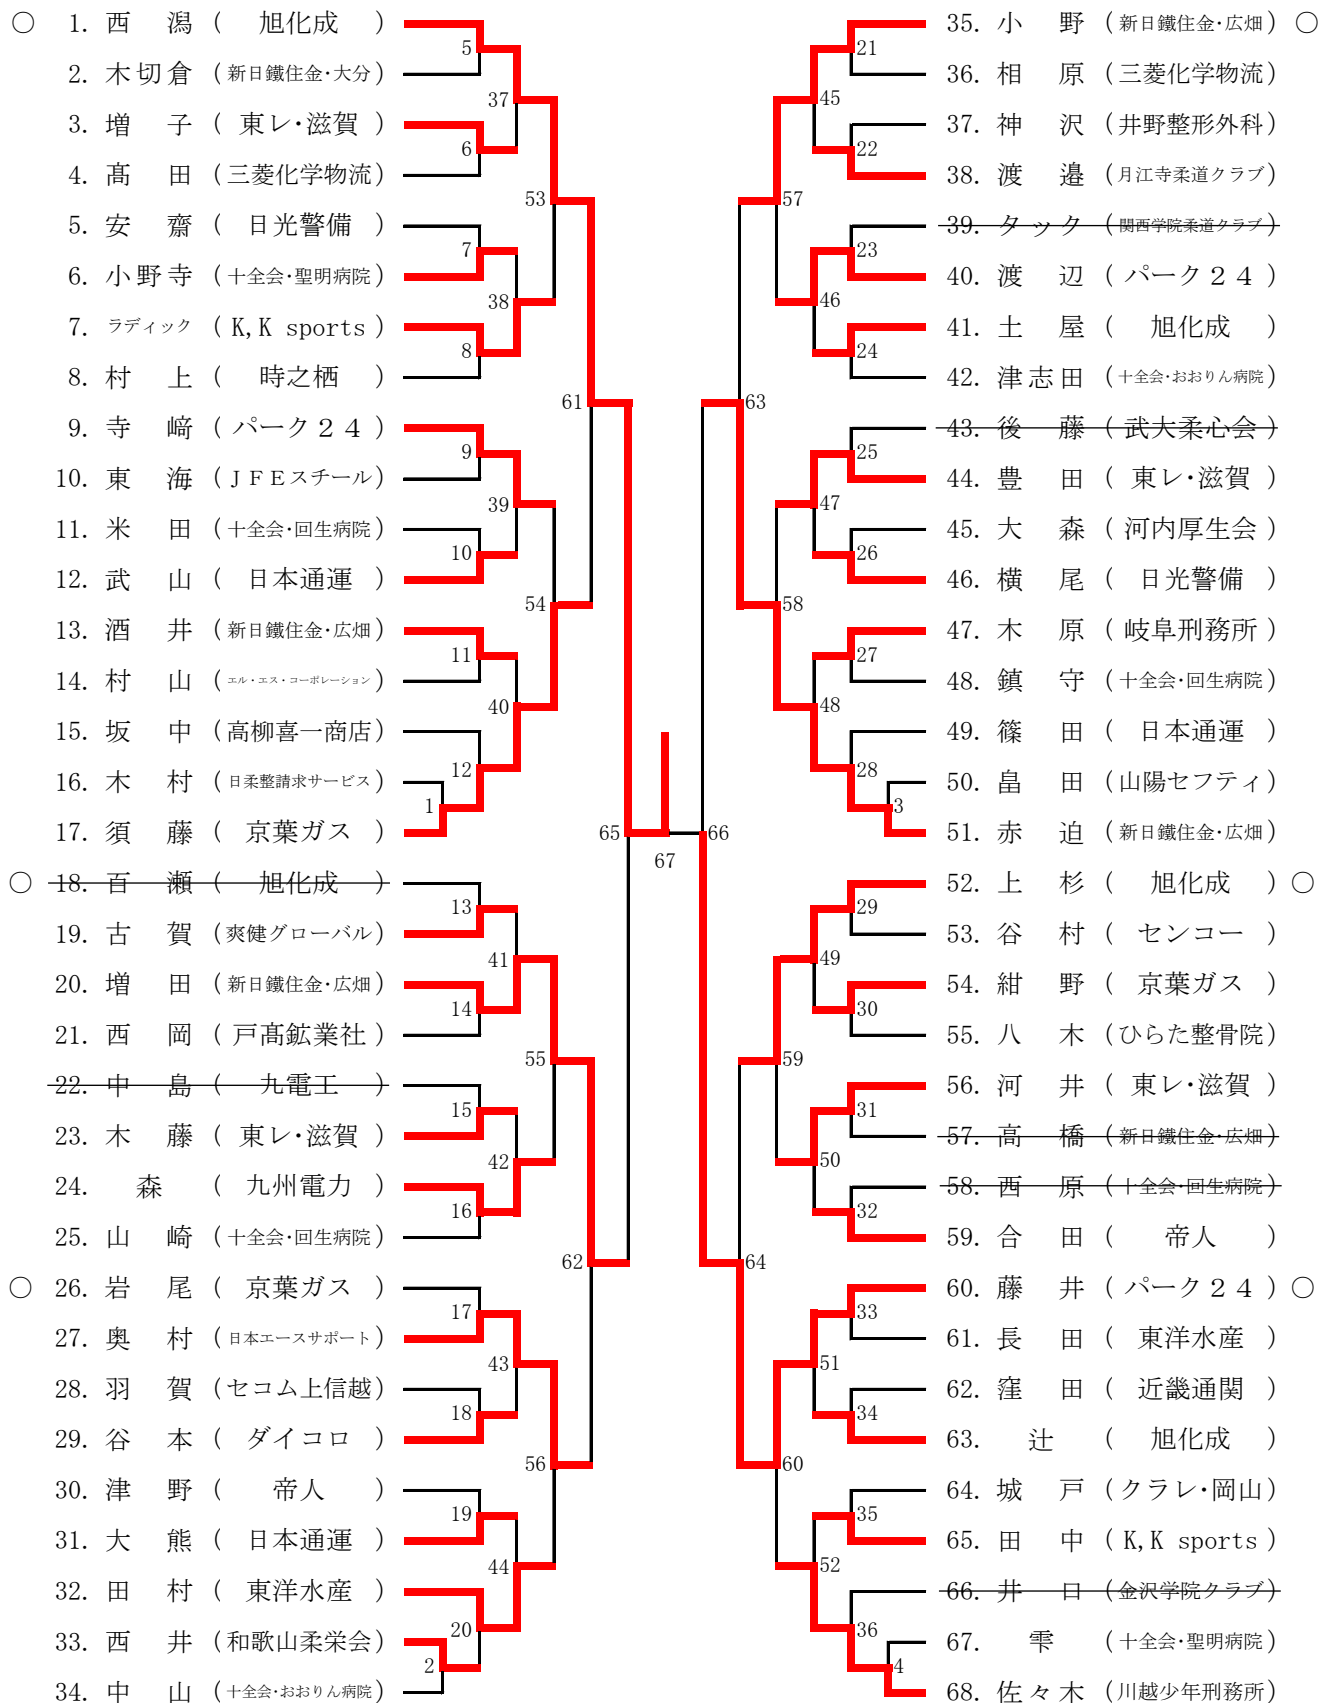 ○ 1. 西 潟 ( 旭化成 )
2. 木切倉 (新日鐵住金・大分)
3. 増 子 ( 東レ・滋賀 )
4. 髙 田 (三菱化学物流)
5. 安 齋 ( 日光警備 )
6. 小野寺 (十全会・聖明病院)
7. ラディック ( K,K sports )
8. 村 上 ( 時之栖 )
9. 寺 﨑 ( パーク24 )
10. 東 海 (JFEスチール)
11. 米 田 (十全会・回生病院)
12. 武 山 ( 日本通運 )
13. 酒 井 (新日鐵住金・広畑)
14. 村 山 (エル・エス・コーポレーション)
15. 坂 中 (高柳喜一商店)
16. 木 村 (日柔整請求サービス)
17. 須 藤 ( 京葉ガス )
○ 18. 百 瀬 ( 旭化成 )
19. 古 賀 (爽健グローバル)
20. 増 田 (新日鐵住金・広畑)
21. 西 岡 ( 戸髙鉱業社 )
22. 中 島 ( 九電工 )
23. 木 藤 ( 東レ・滋賀 )
24. 森 ( 九州電力 )
25. 山 崎 (十全会・回生病院)
○ 26. 岩 尾 ( 京葉ガス )
27. 奥 村 (日本エースサポート)
28. 羽 賀 (セコム上信越)
29. 谷 本 ( ダイコロ )
30. 津 野 ( 帝人 )
31. 大 熊 ( 日本通運 )
32. 田 村 ( 東洋水産 )
33. 西 井 (和歌山柔栄会)
34. 中 山 (十全会・おおりん病院)
5
37
6
53
7
38
8
61
9
39
10
54
11
40
12
1
65
67
13
41
14
55
15
42
16
62
17
43
18
56
19
44
20
2
21
45
22
57
23
46
24
63
25
47
26
58
27
48
28
3
66
29
49
30
59
31
50
32
64
33
51
34
60
35
52
36
4
35. 小 野 (新日鐵住金・広畑) ○
36. 相 原 (三菱化学物流)
37. 神 沢 (井野整形外科)
38. 渡 邉 (月江寺柔道クラブ)
39. タック (関西学院柔道クラブ)
40. 渡 辺 ( パーク24 )
41. 土 屋 ( 旭化成 )
42. 津志田 (十全会・おおりん病院)
43. 後 藤 ( 武大柔心会 )
44. 豊 田 ( 東レ・滋賀 )
45. 大 森 ( 河内厚生会 )
46. 横 尾 ( 日光警備 )
47. 木 原 ( 岐阜刑務所 )
48. 鎮 守 (十全会・回生病院)
49. 篠 田 ( 日本通運 )
50. 畠 田 (山陽セフティ)
51. 赤 迫 (新日鐵住金・広畑)
52. 上 杉 ( 旭化成 ) ○
53. 谷 村 ( センコー )
54. 紺 野 ( 京葉ガス )
55. 八 木 (ひらた整骨院)
56. 河 井 ( 東レ・滋賀 )
57. 高 橋 (新日鐵住金・広畑)
58. 西 原 (十全会・回生病院)
59. 合 田 ( 帝人 )
60. 藤 井 ( パーク24 ) ○
61. 長 田 ( 東洋水産 )
62. 窪 田 ( 近畿通関 )
63. 辻 ( 旭化成 )
64. 城 戸 (クラレ・岡山)
65. 田 中 ( K,K sports )
66. 井 口 (金沢学院クラブ)
67. 雫 (十全会・聖明病院)
68. 佐々木 (川越少年刑務所)